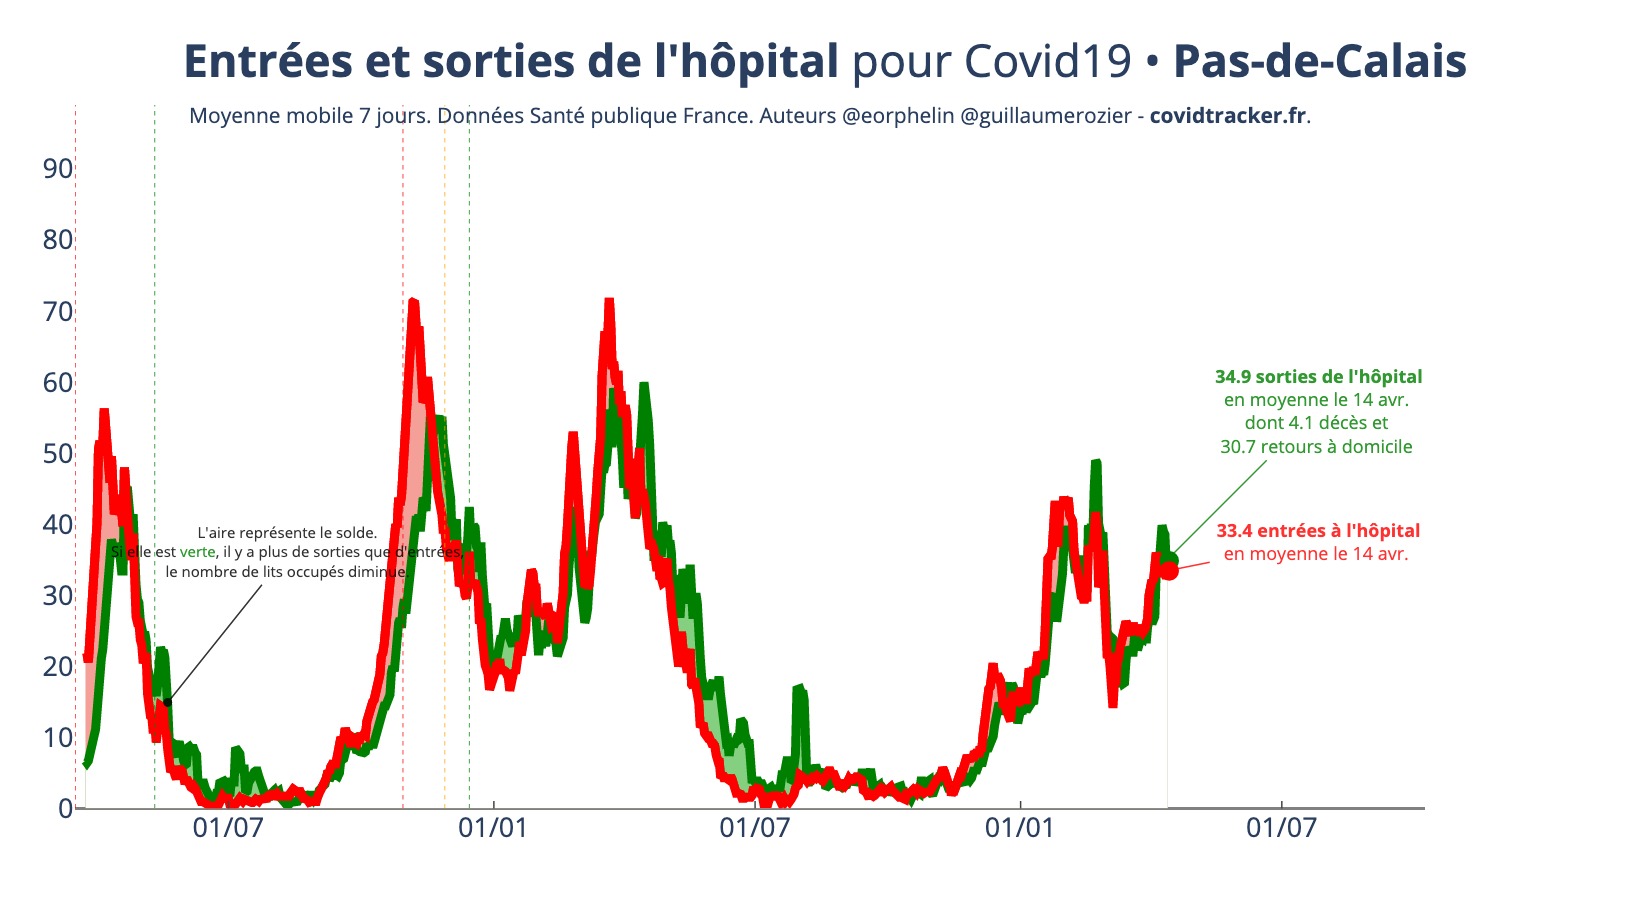 Entrées et sorties de l'hôpital pour Covid19 • Pas-de-Calais
Moyenne mobile 7 jours. Données Santé publique France. Auteurs @eorphelin @guillaumerozier - covidtracker.fr.
90
80
70
60
50
40
30
20
10
0
34.9 sorties de l'hôpital
en moyenne le 14 avr.
dont 4.1 décès et
30.7 retours à domicile
33.4 entrées à l'hôpital
en moyenne le 14 avr.
L'aire représente le solde.
Si elle est verte, il y a plus de sorties que d'entrées,
le nombre de lits occupés diminue.
01/07
01/01
01/07
01/01
01/07